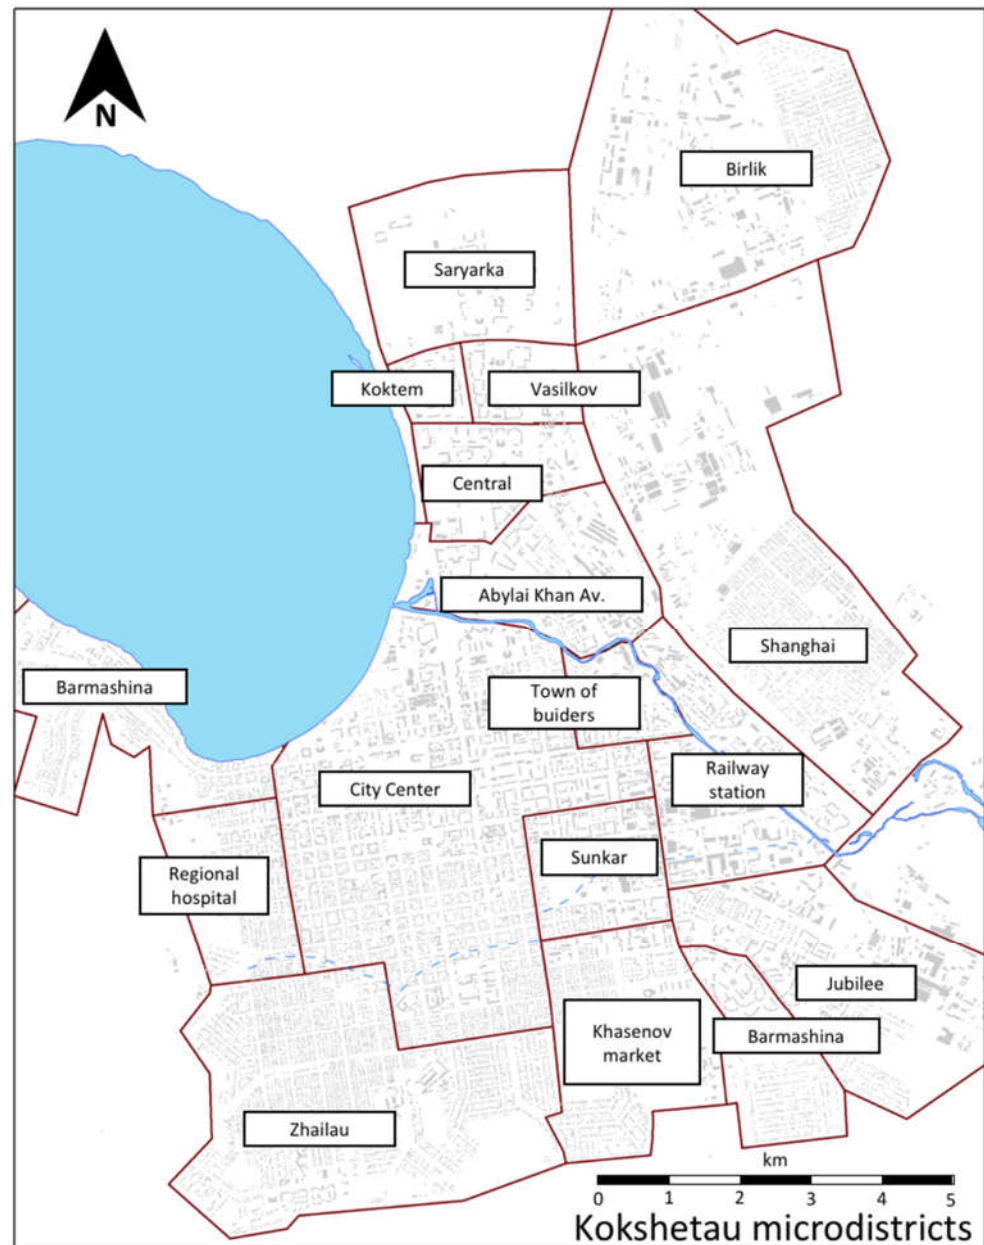 N
Birlik
Saryarka
Koktem
Vasilkov
Central
Abylai Khan Av.
Shanghai
Barmashina
Town of
buiders
City Center
Railway
station
Sunkar
Regional
hospital
Jubilee
Khasenov
market
Barmashina
Zhailau
km
0 1 2 3 4 5
Kokshetau microdistricts